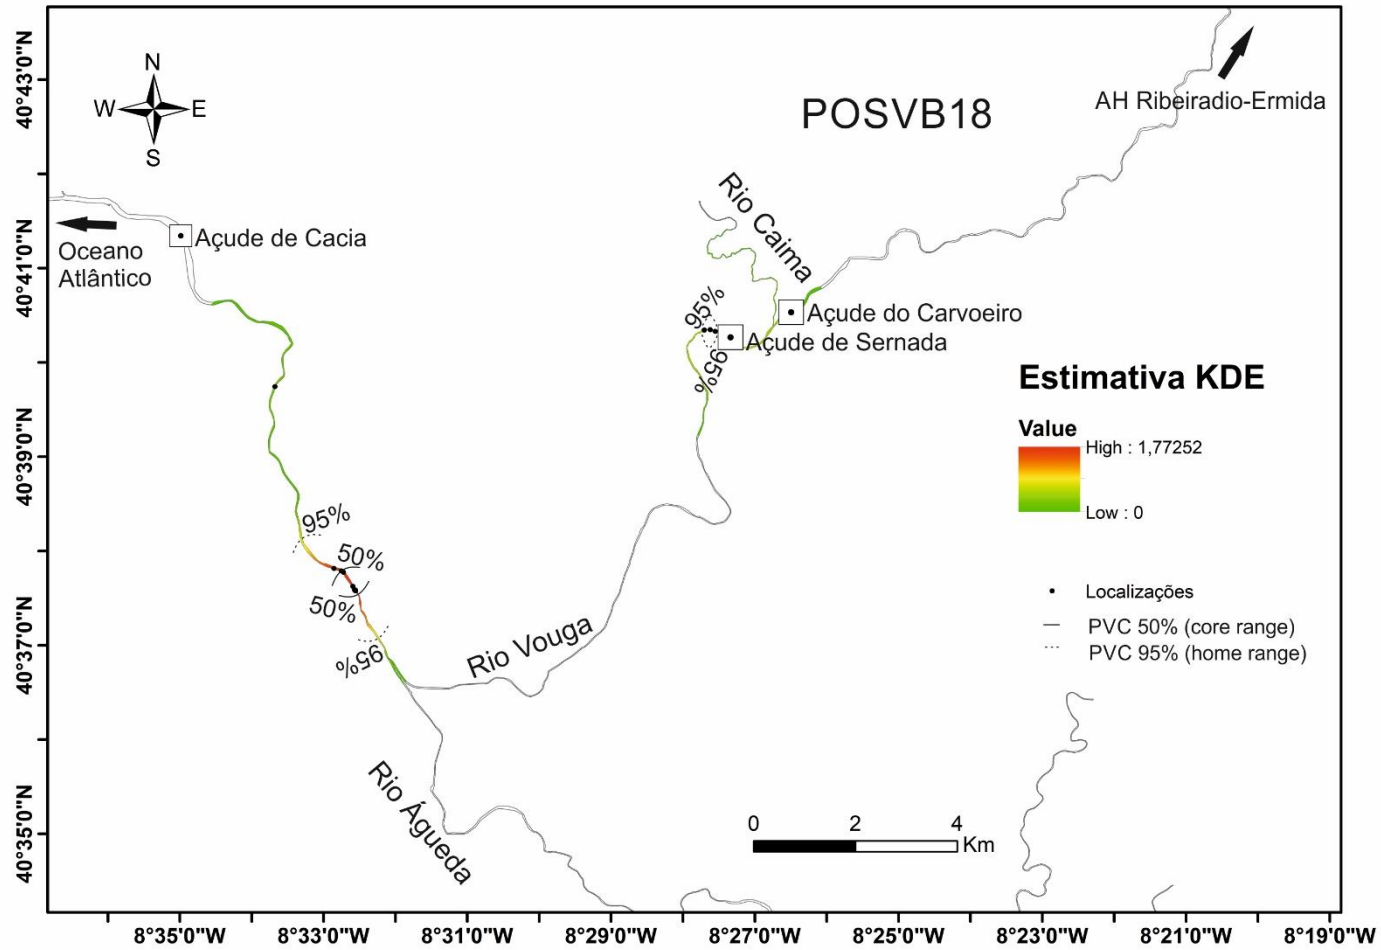 N
W
E
S
POSVB18
AH Ribeiradio-Ermida
Rio Caima
Açude de Cacia
Oceano
Atlântico
95%
Açude do Carvoeiro
Açude de Sernada
95%
Estimativa KDE
Value
High : 1,77252
Low : 0
95%
50%
50%
95%
Rio Vouga
Rio Águeda
Localizações
PVC 50% (core range)
PVC 95% (home range)
0 2 4
Km
40°43'0"N
40°41'0"N
40°39'0"N
40°37'0"N
40°35'0"N
8°35'0"W 8°33'0"W 8°31'0"W 8°29'0"W 8°27'0"W 8°25'0"W 8°23'0"W 8°21'0"W 8°19'0"W